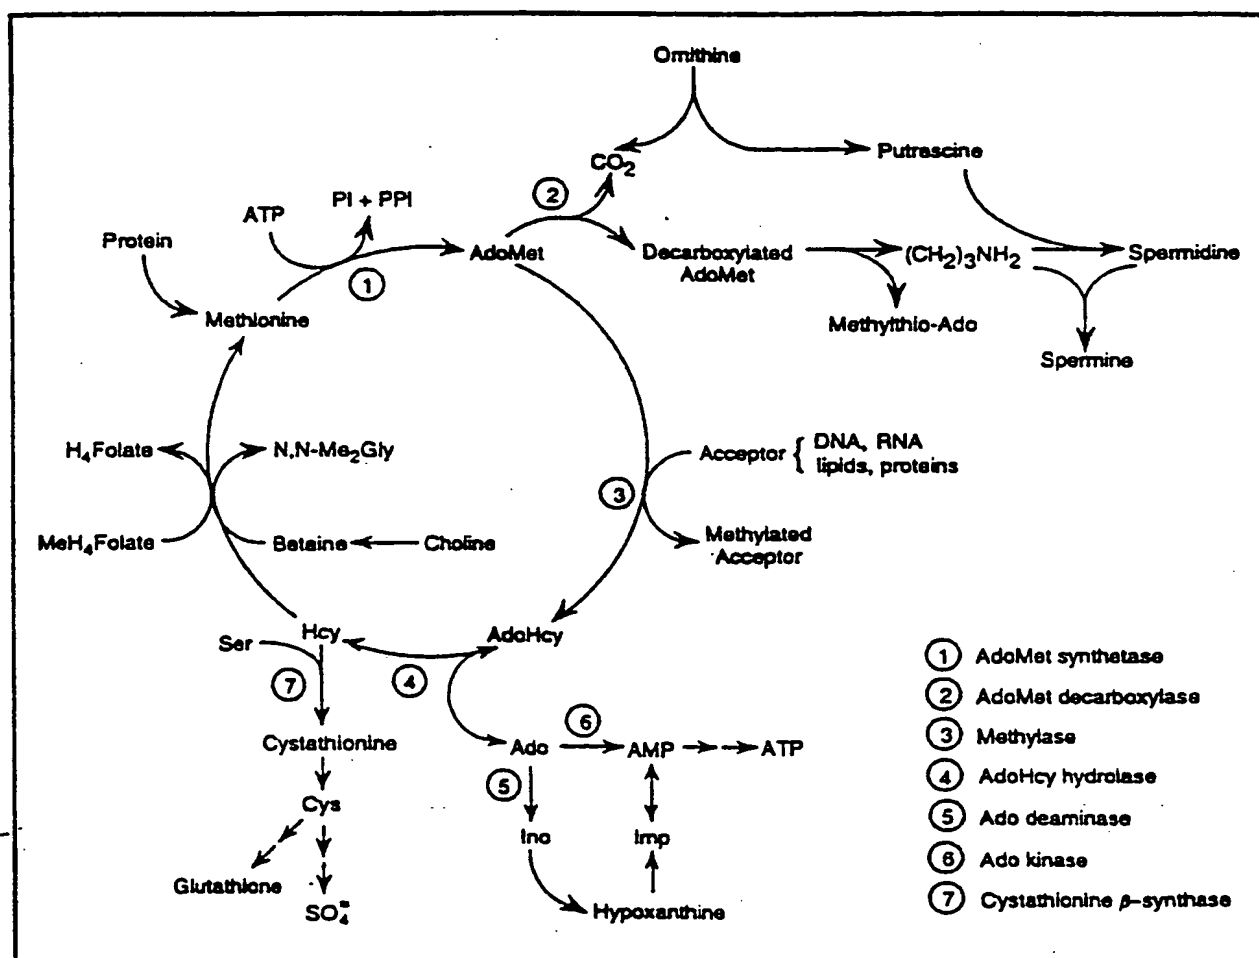 Ornithine
CO2
Putrescine
②
PI + PPI
ATP
Protein
AdoMet
Decarboxylated
AdoMet
(CH2)3NH2
Spermidine
①
Methionine
Methylthio-Ado
Spermine
H4Folate
N,N-Me2Gly
Acceptor { DNA, RNA
lipids, proteins
③
MeH4Folate
Betaine
Choline
Methylated
Acceptor
Ser
Hcy
AdoHcy
⑦
④
Cystathionine
⑥
Ado
AMP
ATP
⑤
Cys
Ino
Imp
Glutathione
SO4=
Hypoxanthine
① AdoMet synthetase
② AdoMet decarboxylase
③ Methylase
④ AdoHcy hydrolase
⑤ Ado deaminase
⑥ Ado kinase
⑦ Cystathionine β-synthase